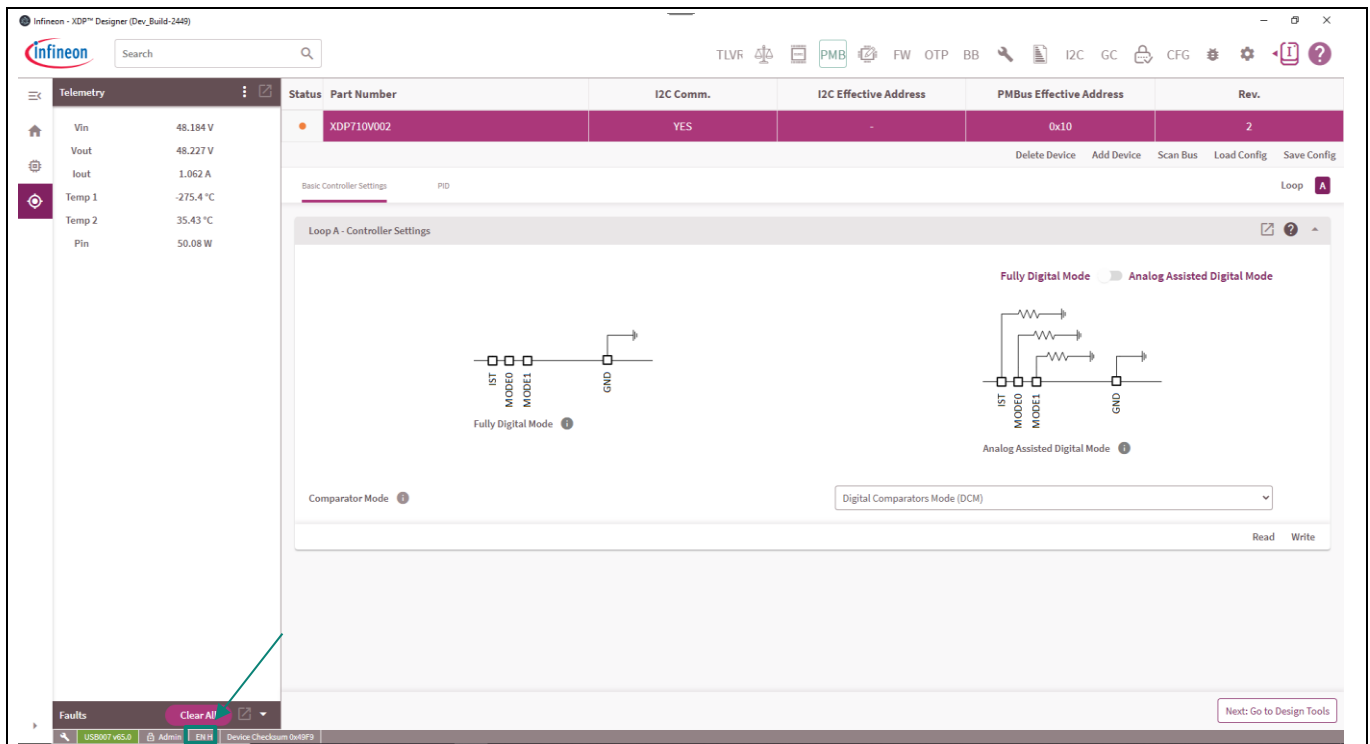 Infineon - XDP™ Designer (Dev_Build-2449)
infineon
Search
TLVR PMB FW OTP BB I2C GC CFG
Telemetry
Vin 48.184 V
Vout 48.227 V
Iout 1.062 A
Temp 1 -275.4 °C
Temp 2 35.43 °C
Pin 50.08 W
Status Part Number I2C Comm. I2C Effective Address PMBus Effective Address Rev.
XDP710V002 YES - 0x10 2
Delete Device Add Device Scan Bus Load Config Save Config
Basic Controller Settings PID Loop A
Loop A - Controller Settings
Fully Digital Mode Analog Assisted Digital Mode
IST
MODE0
MODE1
GND
Fully Digital Mode
IST
MODE0
MODE1
GND
Analog Assisted Digital Mode
Comparator Mode Digital Comparators Mode (DCM)
Read Write
Next: Go to Design Tools
Faults Clear All
USB007 v65.0 Admin EN H Device Checksum 0x49F9